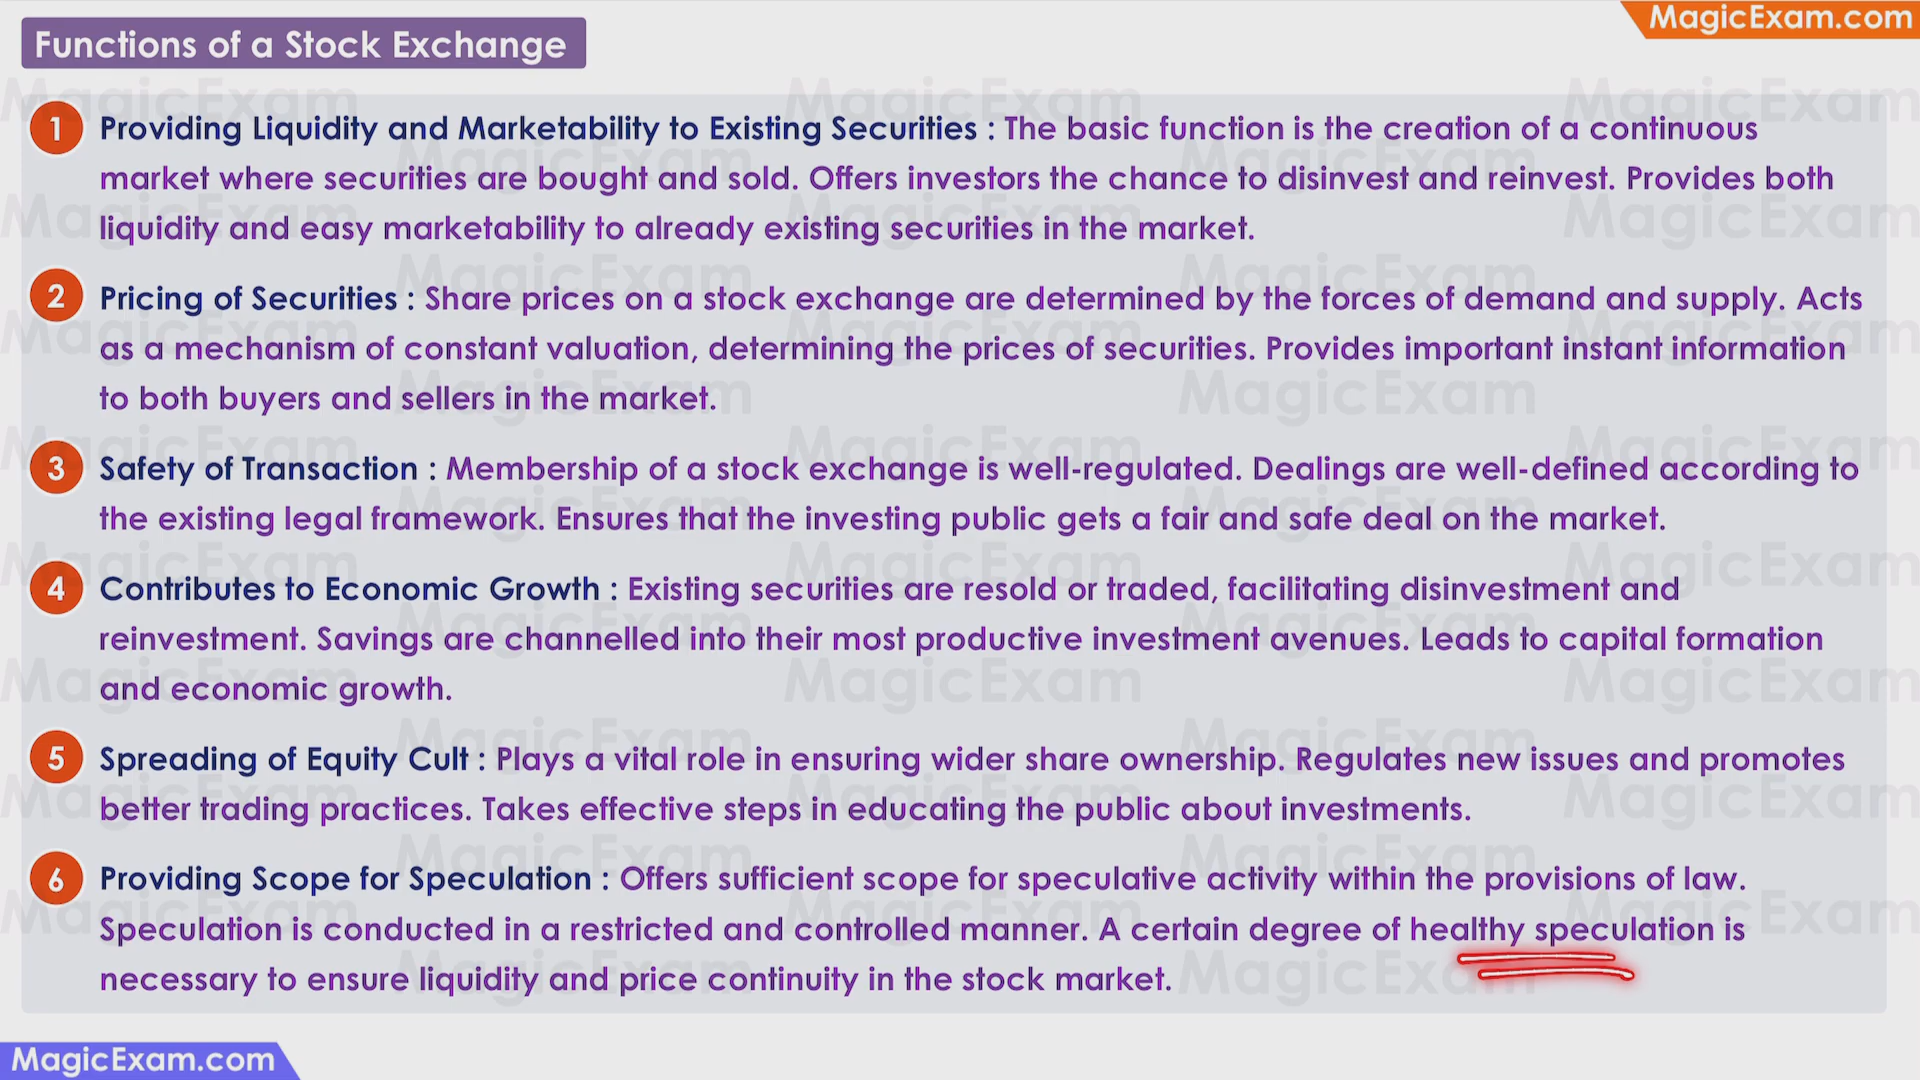 Functions of a Stock Exchange
MagicExam.com
1 Providing Liquidity and Marketability to Existing Securities : The basic function is the creation of a continuous
market where securities are bought and sold. Offers investors the chance to disinvest and reinvest. Provides both
liquidity and easy marketability to already existing securities in the market.
2 Pricing of Securities : Share prices on a stock exchange are determined by the forces of demand and supply. Acts
as a mechanism of constant valuation, determining the prices of securities. Provides important instant information
to both buyers and sellers in the market.
3 Safety of Transaction : Membership of a stock exchange is well-regulated. Dealings are well-defined according to
the existing legal framework. Ensures that the investing public gets a fair and safe deal on the market.
4 Contributes to Economic Growth : Existing securities are resold or traded, facilitating disinvestment and
reinvestment. Savings are channelled into their most productive investment avenues. Leads to capital formation
and economic growth.
5 Spreading of Equity Cult : Plays a vital role in ensuring wider share ownership. Regulates new issues and promotes
better trading practices. Takes effective steps in educating the public about investments.
6 Providing Scope for Speculation : Offers sufficient scope for speculative activity within the provisions of law.
Speculation is conducted in a restricted and controlled manner. A certain degree of healthy speculation is
necessary to ensure liquidity and price continuity in the stock market.
MagicExam.com